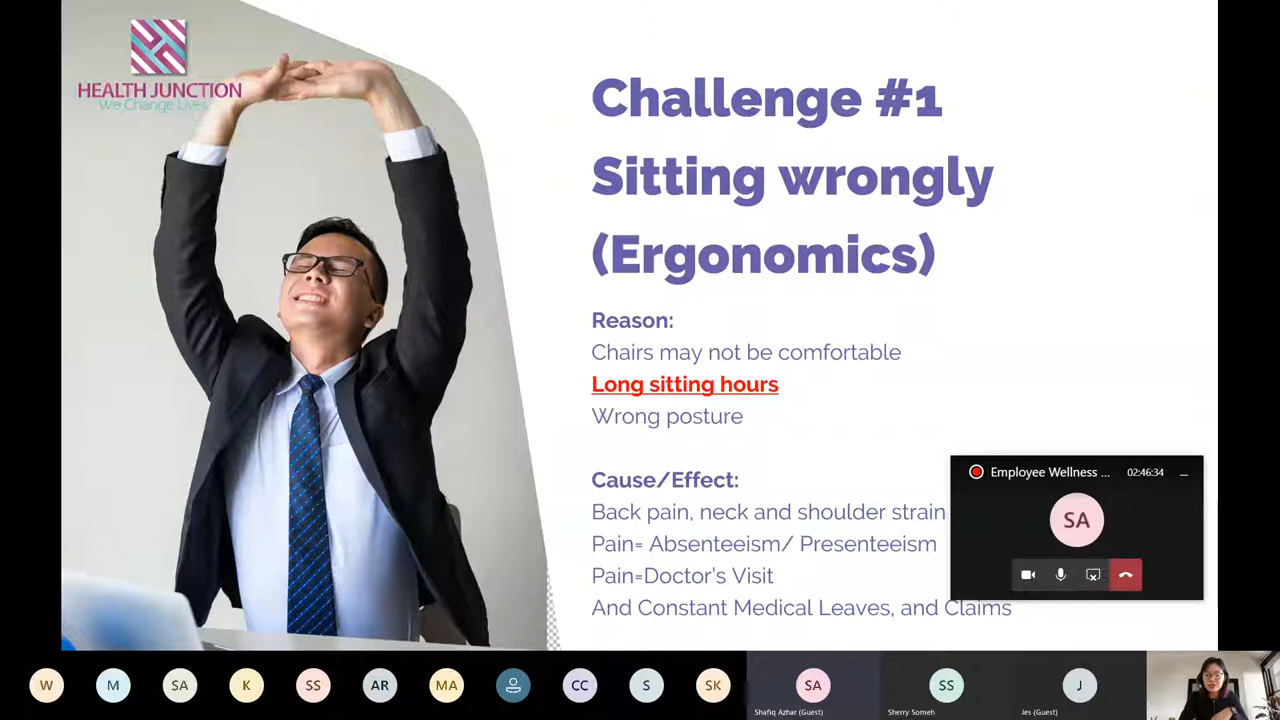 HEALTH JUNCTION
We Change Lives
Challenge #1
Sitting wrongly
(Ergonomics)
Reason:
Chairs may not be comfortable
Long sitting hours
Wrong posture
Cause/Effect:
Back pain, neck and shoulder strain
Pain= Absenteeism/ Presenteeism
Pain=Doctor's Visit
And Constant Medical Leaves, and Claims
Employee Wellness ... 02:46:34
SA
W M SA K SS AR MA CC S SK SA SS J
Shafiq Azhar (Guest) Sherry Someh Jes (Guest)